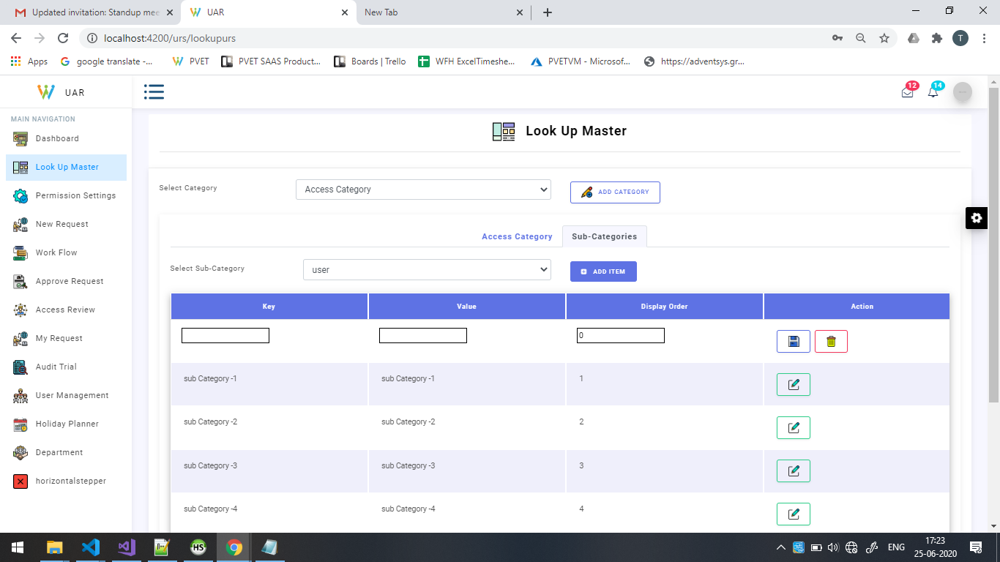 Updated invitation: Standup mee
UAR
New Tab
localhost:4200/urs/lookupurs
T
Apps
google translate -...
PVET
PVET SAAS Product...
Boards | Trello
WFH ExcelTimeshe...
PVETVM - Microsof...
https://adventsys.gr...
UAR
12
14
MAIN NAVIGATION
Dashboard
Look Up Master
Permission Settings
New Request
Work Flow
Approve Request
Access Review
My Request
Audit Trial
User Management
Holiday Planner
Department
horizontalstepper
Look Up Master
Select Category
Access Category
ADD CATEGORY
Access Category
Sub-Categories
Select Sub-Category
user
ADD ITEM
Key Value Display Order Action
0
sub Category -1 sub Category -1 1
sub Category -2 sub Category -2 2
sub Category -3 sub Category -3 3
sub Category -4 sub Category -4 4
HS
ENG
17:23
25-06-2020